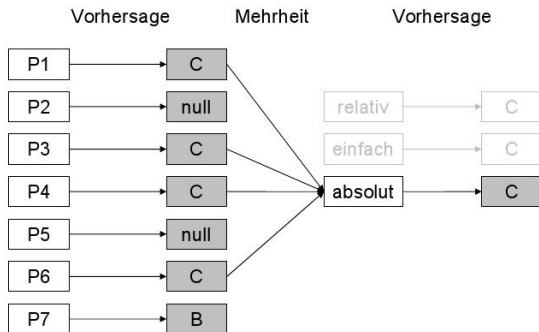 Vorhersage Mehrheit Vorhersage
P1 C
P2 null relativ C
P3 C einfach C
P4 C absolut C
P5 null
P6 C
P7 B